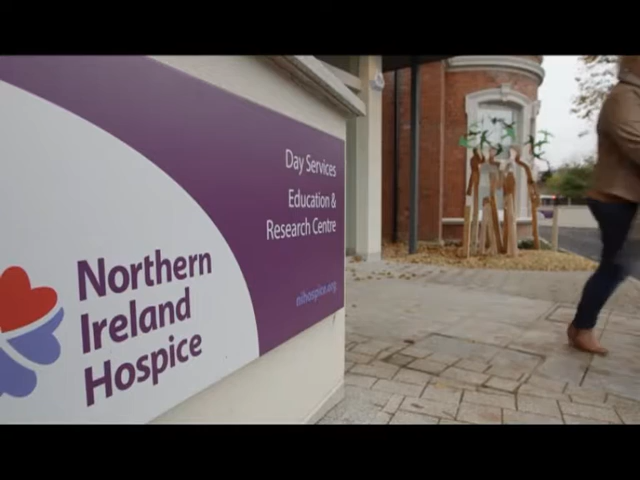 Day Services
Education &
Research Centre
nihospice.org
Northern
Ireland
Hospice